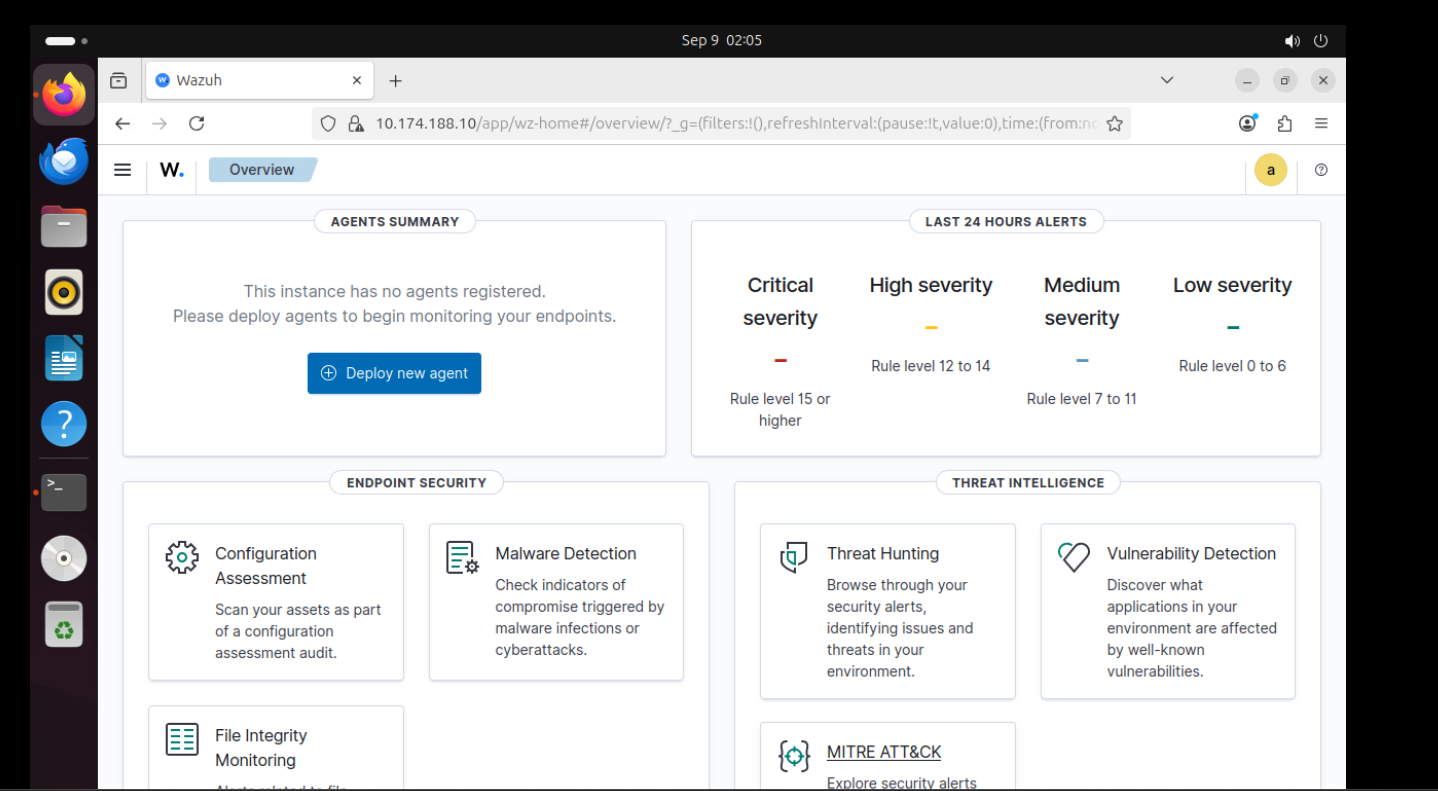 Sep 9 02:05
Wazuh
10.174.188.10/app/wz-home#/overview/?_g=(filters:!(),refreshInterval:(pause:!t,value:0),time:(from:no
W.
Overview
a
AGENTS SUMMARY
This instance has no agents registered.
Please deploy agents to begin monitoring your endpoints.
Deploy new agent
LAST 24 HOURS ALERTS
Critical
severity
Rule level 15 or
higher
High severity
Rule level 12 to 14
Medium
severity
Rule level 7 to 11
Low severity
Rule level 0 to 6
ENDPOINT SECURITY
Configuration
Assessment
Scan your assets as part
of a configuration
assessment audit.
Malware Detection
Check indicators of
compromise triggered by
malware infections or
cyberattacks.
File Integrity
Monitoring
Alerts related to file
THREAT INTELLIGENCE
Threat Hunting
Browse through your
security alerts,
identifying issues and
threats in your
environment.
Vulnerability Detection
Discover what
applications in your
environment are affected
by well-known
vulnerabilities.
MITRE ATT&CK
Explore security alerts